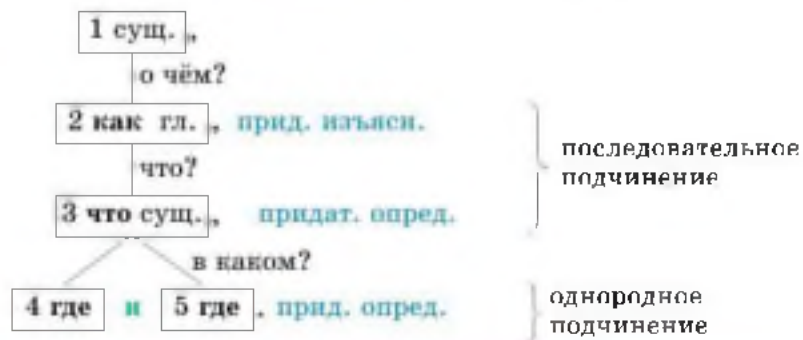 1 сущ. ,
о чём?
2 как гл. , прид. изъясн.
что?
последовательное
подчинение
3 что сущ. , придат. опред.
в каком?
4 где и 5 где . прид. опред.
однородное
подчинение